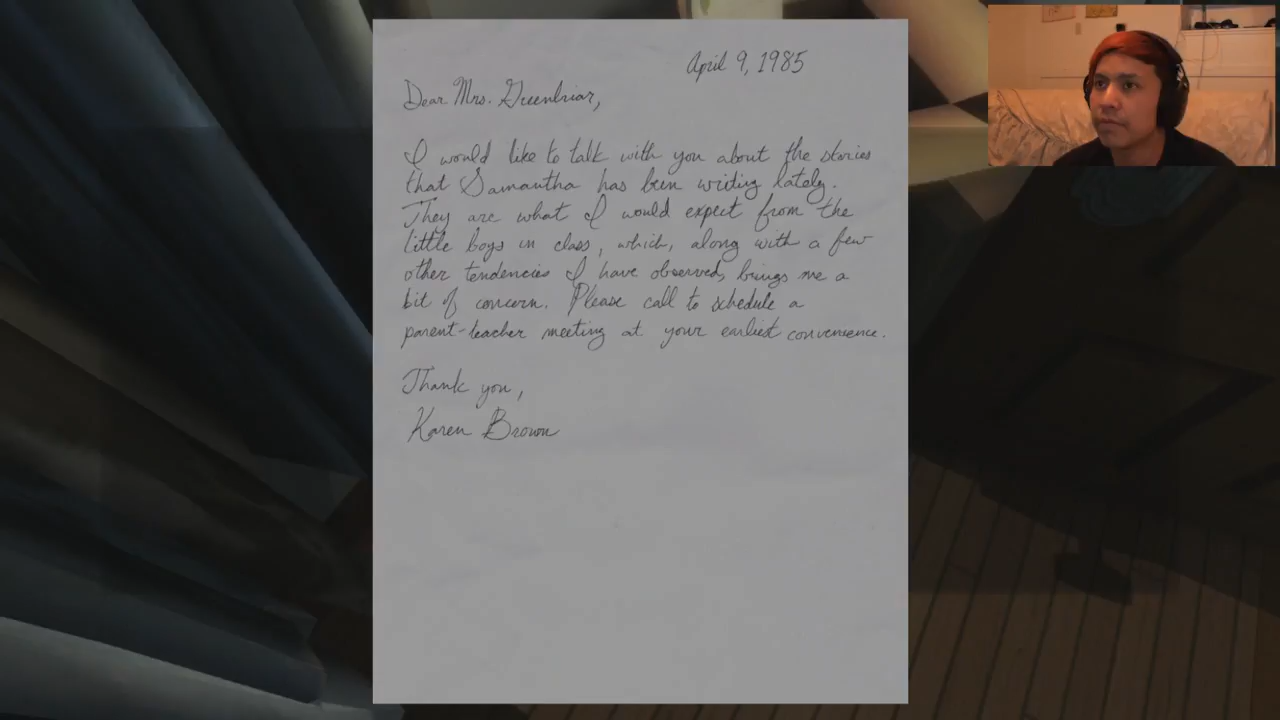 April 9, 1985
Dear Mrs. Greenbriar,
I would like to talk with you about the stories
that Samantha has been writing lately.
They are what I would expect from the
little boys in class, which, along with a few
other tendencies I have observed, brings me a
bit of concern. Please call to schedule a
parent-teacher meeting at your earliest convenience.
Thank you,
Karen Brown